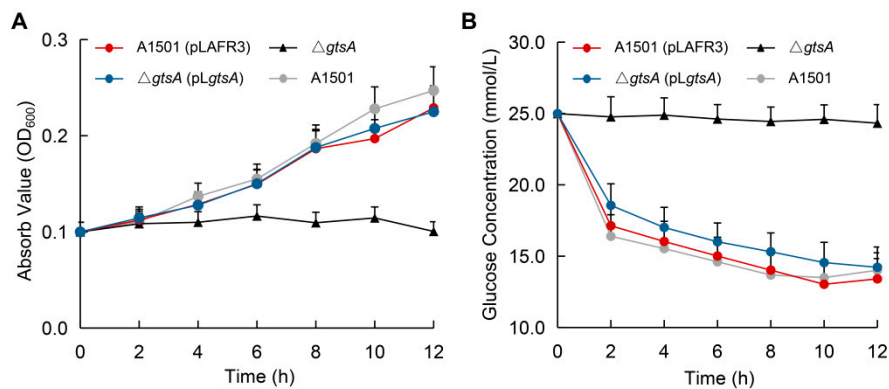 A
Absorb Value (OD600)
0.3
0.2
0.1
0.0
A1501 (pLAFR3)
△gtsA
△gtsA (pLgtsA)
A1501
0 2 4 6 8 10 12
Time (h)
B
Glucose Concentration (mmol/L)
30.0
25.0
20.0
15.0
10.0
A1501 (pLAFR3)
△gtsA
△gtsA (pLgtsA)
A1501
0 2 4 6 8 10 12
Time (h)